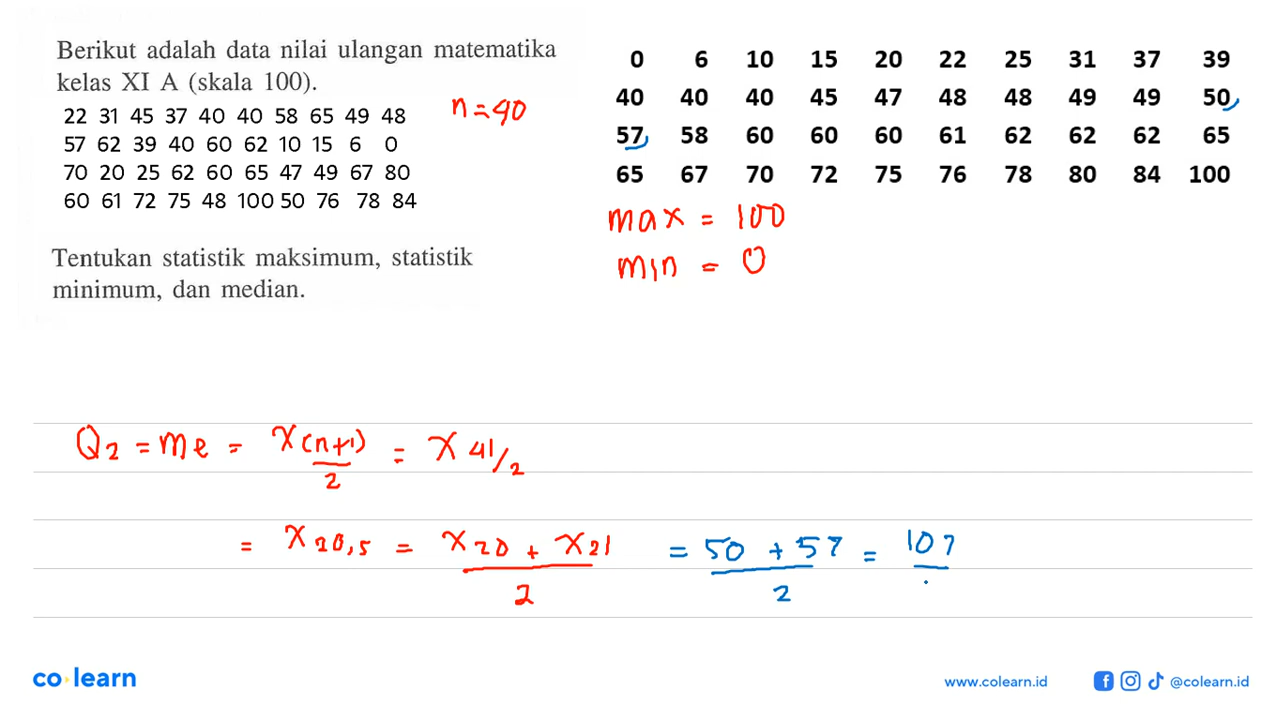 Berikut adalah data nilai ulangan matematika
kelas XI A (skala 100).
22 31 45 37 40 40 58 65 49 48
57 62 39 40 60 62 10 15 6 0
70 20 25 62 60 65 47 49 67 80
60 61 72 75 48 100 50 76 78 84
n = 40
Tentukan statistik maksimum, statistik
minimum, dan median.
0 6 10 15 20 22 25 31 37 39
40 40 40 45 47 48 48 49 49 50
57 58 60 60 60 61 62 62 62 65
65 67 70 72 75 76 78 80 84 100
max = 100
min = 0
Q2 = me = x (n+1)/2 = x 41/2
= x 20,5 = (x 20 + x 21)/2 = (50 + 57)/2 = 107
co·learn
www.colearn.id
@colearn.id